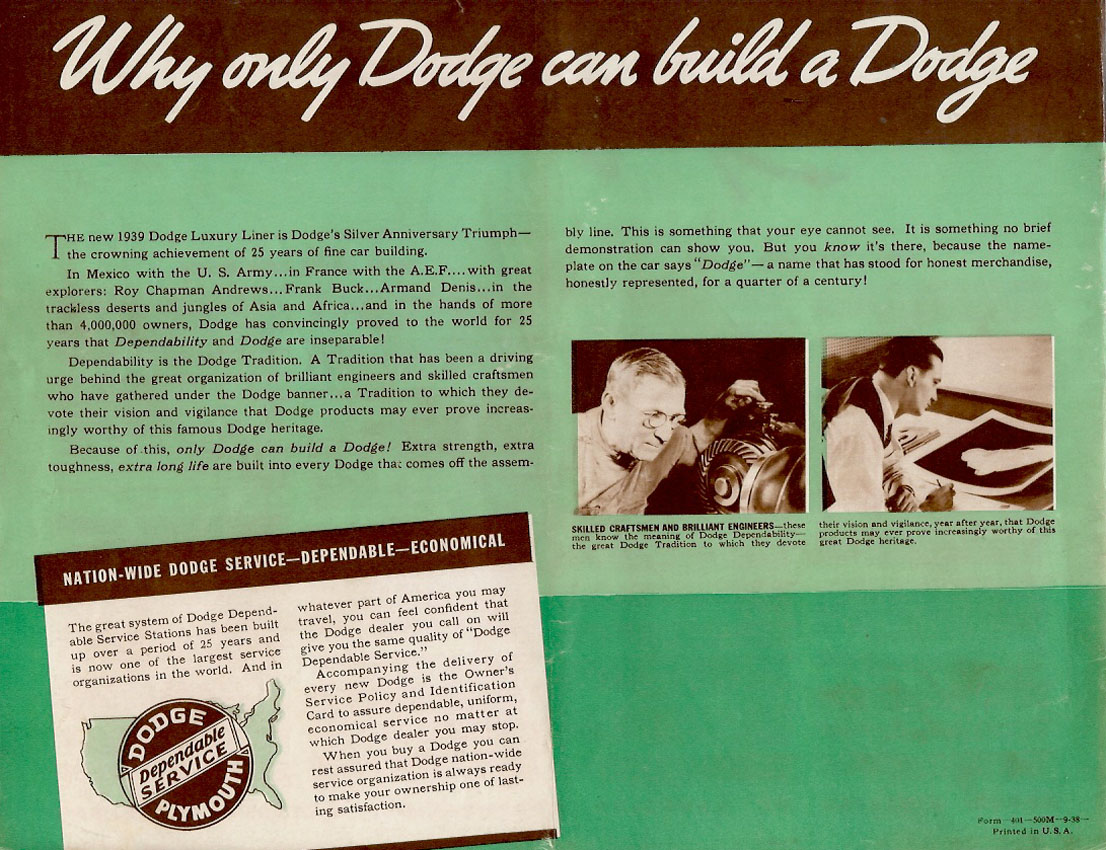 Why only Dodge can build a Dodge
THE new 1939 Dodge Luxury Liner is Dodge's Silver Anniversary Triumph—
the crowning achievement of 25 years of fine car building.
In Mexico with the U. S. Army...in France with the A.E.F....with great
explorers: Roy Chapman Andrews...Frank Buck...Armand Denis...in the
trackless deserts and jungles of Asia and Africa...and in the hands of more
than 4,000,000 owners, Dodge has convincingly proved to the world for 25
years that Dependability and Dodge are inseparable!
Dependability is the Dodge Tradition. A Tradition that has been a driving
urge behind the great organization of brilliant engineers and skilled craftsmen
who have gathered under the Dodge banner...a Tradition to which they de-
vote their vision and vigilance that Dodge products may ever prove increas-
ingly worthy of this famous Dodge heritage.
Because of this, only Dodge can build a Dodge! Extra strength, extra
toughness, extra long life are built into every Dodge that comes off the assem-
bly line. This is something that your eye cannot see. It is something no brief
demonstration can show you. But you know it's there, because the name-
plate on the car says "Dodge"—a name that has stood for honest merchandise,
honestly represented, for a quarter of a century!
SKILLED CRAFTSMEN AND BRILLIANT ENGINEERS—these
men know the meaning of Dodge Dependability—
the great Dodge Tradition to which they devote
their vision and vigilance, year after year, that Dodge
products may ever prove increasingly worthy of this
great Dodge heritage.
NATION-WIDE DODGE SERVICE—DEPENDABLE—ECONOMICAL
The great system of Dodge Depend-
able Service Stations has been built
up over a period of 25 years and
is now one of the largest service
organizations in the world. And in
whatever part of America you may
travel, you can feel confident that
the Dodge dealer you call on will
give you the same quality of "Dodge
Dependable Service."
Accompanying the delivery of
every new Dodge is the Owner's
Service Policy and Identification
Card to assure dependable, uniform,
economical service no matter at
which Dodge dealer you may stop.
When you buy a Dodge you can
rest assured that Dodge nation-wide
service organization is always ready
to make your ownership one of last-
ing satisfaction.
DODGE
Dependable
SERVICE
PLYMOUTH
Form—401—500M—9-38—
Printed in U. S. A.